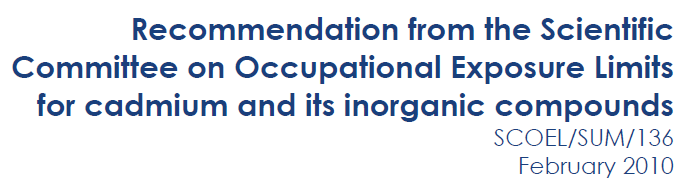 Recommendation from the Scientific
Committee on Occupational Exposure Limits
for cadmium and its inorganic compounds
SCOEL/SUM/136
February 2010